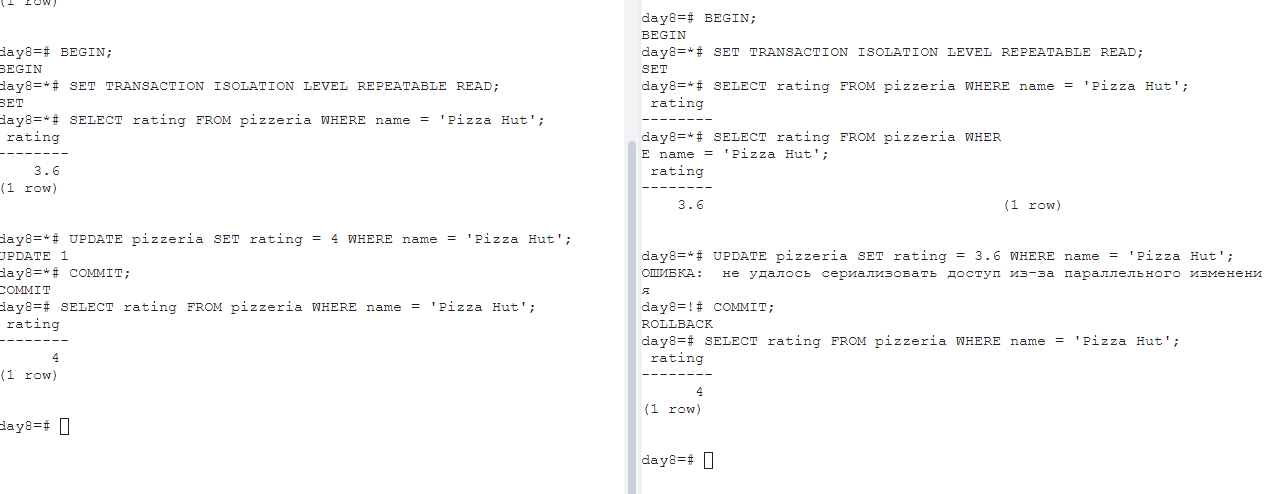 (1 row)
day8=# BEGIN;
BEGIN
day8=*# SET TRANSACTION ISOLATION LEVEL REPEATABLE READ;
SET
day8=*# SELECT rating FROM pizzeria WHERE name = 'Pizza Hut';
rating
--------
3.6
(1 row)
day8=*# UPDATE pizzeria SET rating = 4 WHERE name = 'Pizza Hut';
UPDATE 1
day8=*# COMMIT;
COMMIT
day8=# SELECT rating FROM pizzeria WHERE name = 'Pizza Hut';
rating
--------
4
(1 row)
day8=#
day8=# BEGIN;
BEGIN
day8=*# SET TRANSACTION ISOLATION LEVEL REPEATABLE READ;
SET
day8=*# SELECT rating FROM pizzeria WHERE name = 'Pizza Hut';
rating
--------
day8=*# SELECT rating FROM pizzeria WHER
E name = 'Pizza Hut';
rating
--------
3.6 (1 row)
day8=*# UPDATE pizzeria SET rating = 3.6 WHERE name = 'Pizza Hut';
ОШИБКА:  не удалось сериализовать доступ из-за параллельного изменени
я
day8=!# COMMIT;
ROLLBACK
day8=# SELECT rating FROM pizzeria WHERE name = 'Pizza Hut';
rating
--------
4
(1 row)
day8=#